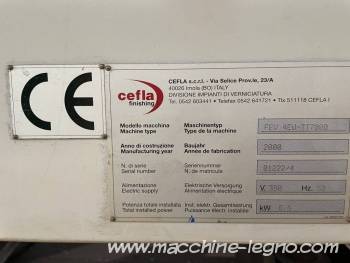 CE
cefla
finishing
CEFLA s.c.r.l. - Via Selice Prov.le, 23/A
40026 Imola (BO) ITALY
DIVISIONE IMPIANTI DI VERNICIATURA
Tel. 0542 603441 • Telefax 0542 641721 • Tlx 511118 CEFLA I
Modello macchina Maschinentyp
Machine type Type de la machine
Anno di costruzione Baujahr 2000
Manufacturing year Année de fabrication
N. di serie Seriennummer
Serial number N. de matricule
Alimentazione Elektrische Versorgung V. Hz.
Electric supply Alimentation électrique
Potenza totale installata Inst. elektr. Gesamtleistung kW
Total installed power Puissance électr. installée
www.macchine-legno.com